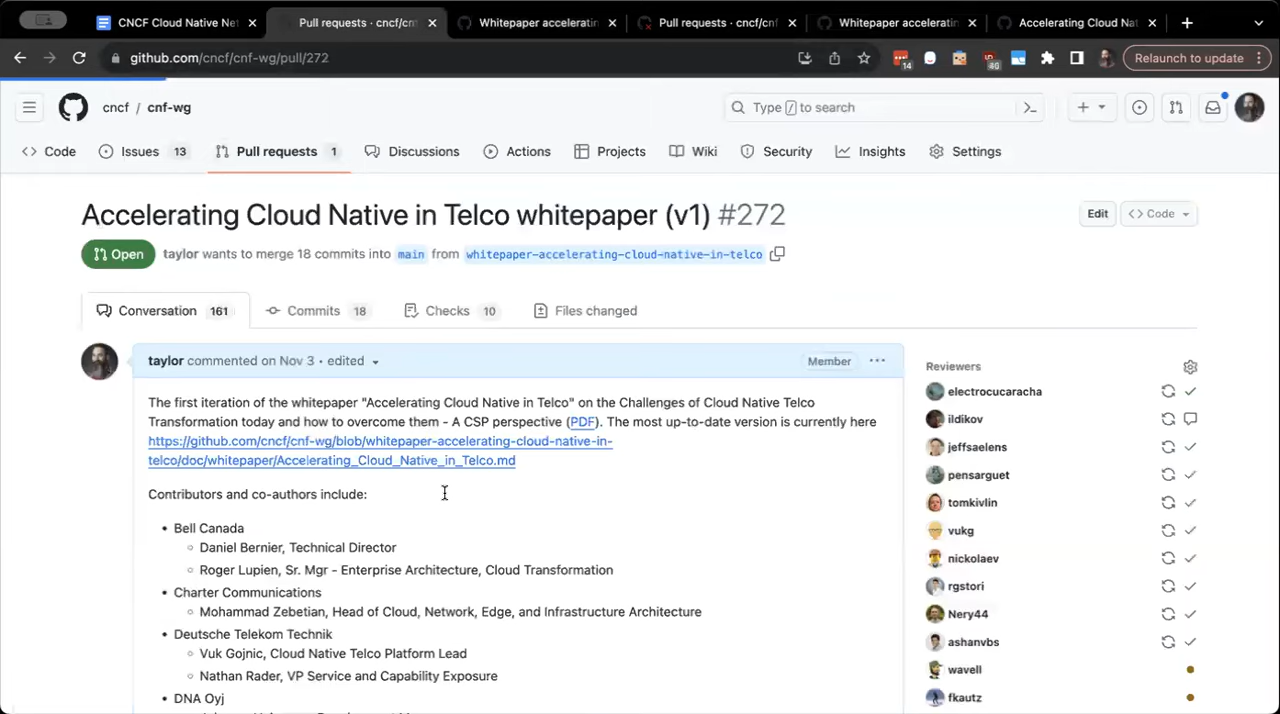 CNCF Cloud Native Net
Pull requests · cncf/cnf
Whitepaper acceleratin
Pull requests · cncf/cnf
Whitepaper acceleratin
Accelerating Cloud Nat
github.com/cncf/cnf-wg/pull/272
14
40
Relaunch to update
cncf / cnf-wg
Type / to search
Code
Issues 13
Pull requests 1
Discussions
Actions
Projects
Wiki
Security
Insights
Settings
Accelerating Cloud Native in Telco whitepaper (v1) #272
Edit
<> Code
Open
taylor wants to merge 18 commits into main from whitepaper-accelerating-cloud-native-in-telco
Conversation 161
Commits 18
Checks 10
Files changed
taylor commented on Nov 3 • edited
Member
The first iteration of the whitepaper "Accelerating Cloud Native in Telco" on the Challenges of Cloud Native Telco
Transformation today and how to overcome them - A CSP perspective (PDF). The most up-to-date version is currently here
https://github.com/cncf/cnf-wg/blob/whitepaper-accelerating-cloud-native-in-
telco/doc/whitepaper/Accelerating_Cloud_Native_in_Telco.md
Contributors and co-authors include:
• Bell Canada
◦ Daniel Bernier, Technical Director
◦ Roger Lupien, Sr. Mgr - Enterprise Architecture, Cloud Transformation
• Charter Communications
◦ Mohammad Zebetian, Head of Cloud, Network, Edge, and Infrastructure Architecture
• Deutsche Telekom Technik
◦ Vuk Gojnic, Cloud Native Telco Platform Lead
◦ Nathan Rader, VP Service and Capability Exposure
• DNA Oyj
Reviewers
electrocucaracha
ildikov
jeffsaelens
pensarguet
tomkivlin
vukg
nickolaev
rgstori
Nery44
ashanvbs
wavell
fkautz